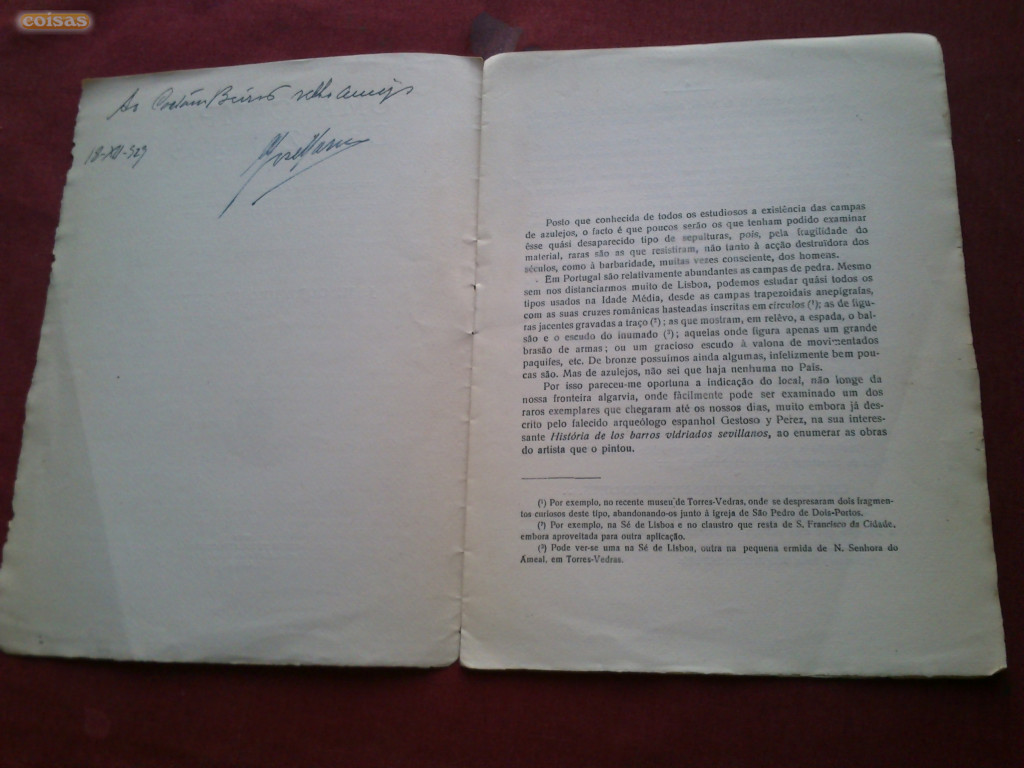 coisas
Ao Caetano Beirão velho amigo
18-XII-929
Posto que conhecida de todos os estudiosos a existência das campas
de azulejos, o facto é que poucos serão os que tenham podido examinar
êsse quási desaparecido tipo de sepulturas, pois, pela fragilidade do
material, raras são as que resistiram, não tanto à acção destruïdora dos
séculos, como à barbaridade, muitas vezes consciente, dos homens.
Em Portugal são relativamente abundantes as campas de pedra. Mesmo
sem nos distanciarmos muito de Lisboa, podemos estudar quási todos os
tipos usados na Idade Média, desde as campas trapezoidais anepigrafas,
com as suas cruzes românicas hasteadas inscritas em círculos (¹); as de figu-
ras jacentes gravadas a traço (²); as que mostram, em relêvo, a espada, o bal-
são e o escudo do inumado (³); aquelas onde figura apenas um grande
brasão de armas; ou um gracioso escudo à valona de movimentados
paquifes, etc. De bronze possuímos ainda algumas, infelizmente bem pou-
cas são. Mas de azulejos, não sei que haja nenhuma no País.
Por isso pareceu-me oportuna a indicação do local, não longe da
nossa fronteira algarvia, onde fàcilmente pode ser examinado um dos
raros exemplares que chegaram até os nossos dias, muito embora já des-
crito pelo falecido arqueólogo espanhol Gestoso y Perez, na sua interes-
sante História de los barros vidriados sevillanos, ao enumerar as obras
do artista que o pintou.
(¹) Por exemplo, no recente museu de Torres-Vedras, onde se despresaram dois fragmen-
tos curiosos deste tipo, abandonando-os junto à Igreja de São Pedro de Dois-Portos.
(²) Por exemplo, na Sé de Lisboa e no claustro que resta de S. Francisco da Cidade,
embora aproveitada para outra aplicação.
(³) Pode ver-se uma na Sé de Lisboa, outra na pequena ermida de N. Senhora do
Ameal, em Torres-Vedras.